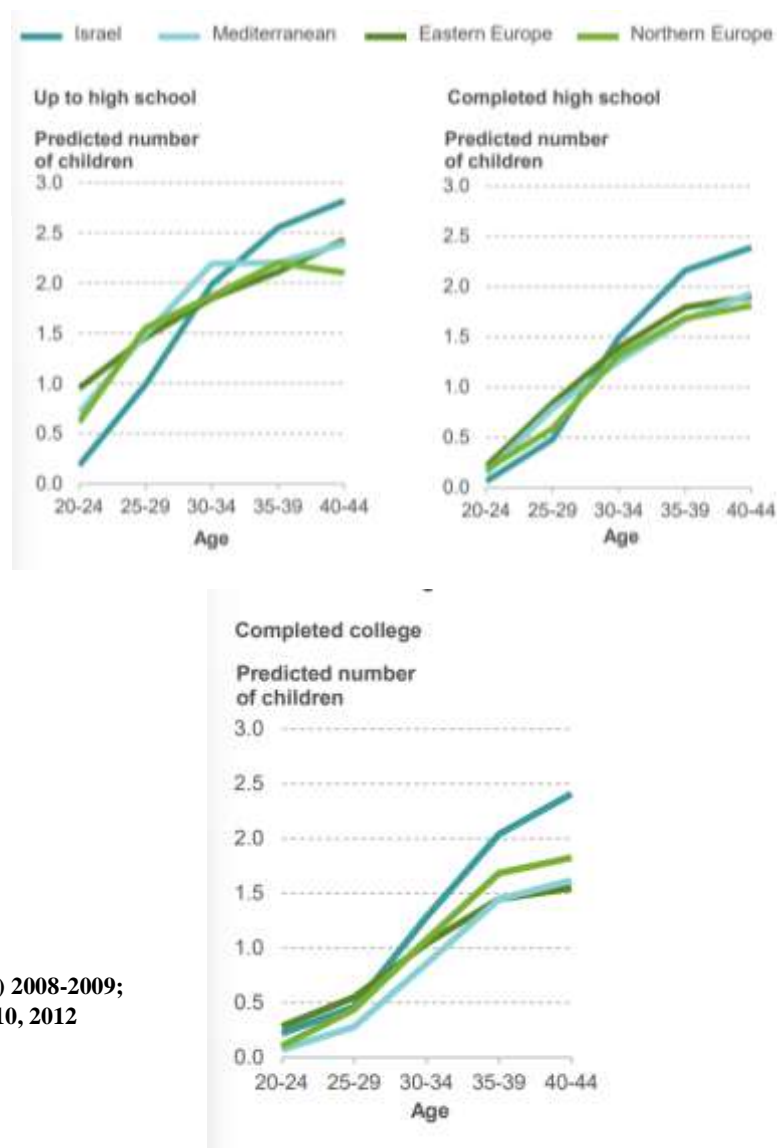 Israel Mediterranean Eastern Europe Northern Europe
Up to high school
Predicted number
of children
3.0
2.5
2.0
1.5
1.0
0.5
0.0
20-24 25-29 30-34 35-39 40-44
Age
Completed high school
Predicted number
of children
3.0
2.5
2.0
1.5
1.0
0.5
0.0
20-24 25-29 30-34 35-39 40-44
Age
Completed college
Predicted number
of children
3.0
2.5
2.0
1.5
1.0
0.5
0.0
20-24 25-29 30-34 35-39 40-44
Age
) 2008-2009;
10, 2012